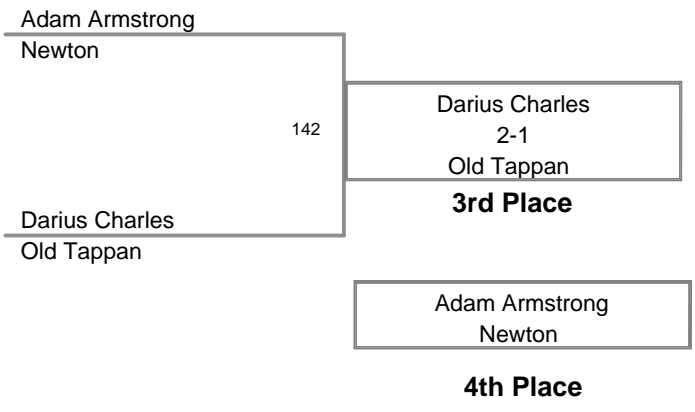 Adam Armstrong
Newton
142
Darius Charles
2-1
Old Tappan
3rd Place
Darius Charles
Old Tappan
Adam Armstrong
Newton
4th Place